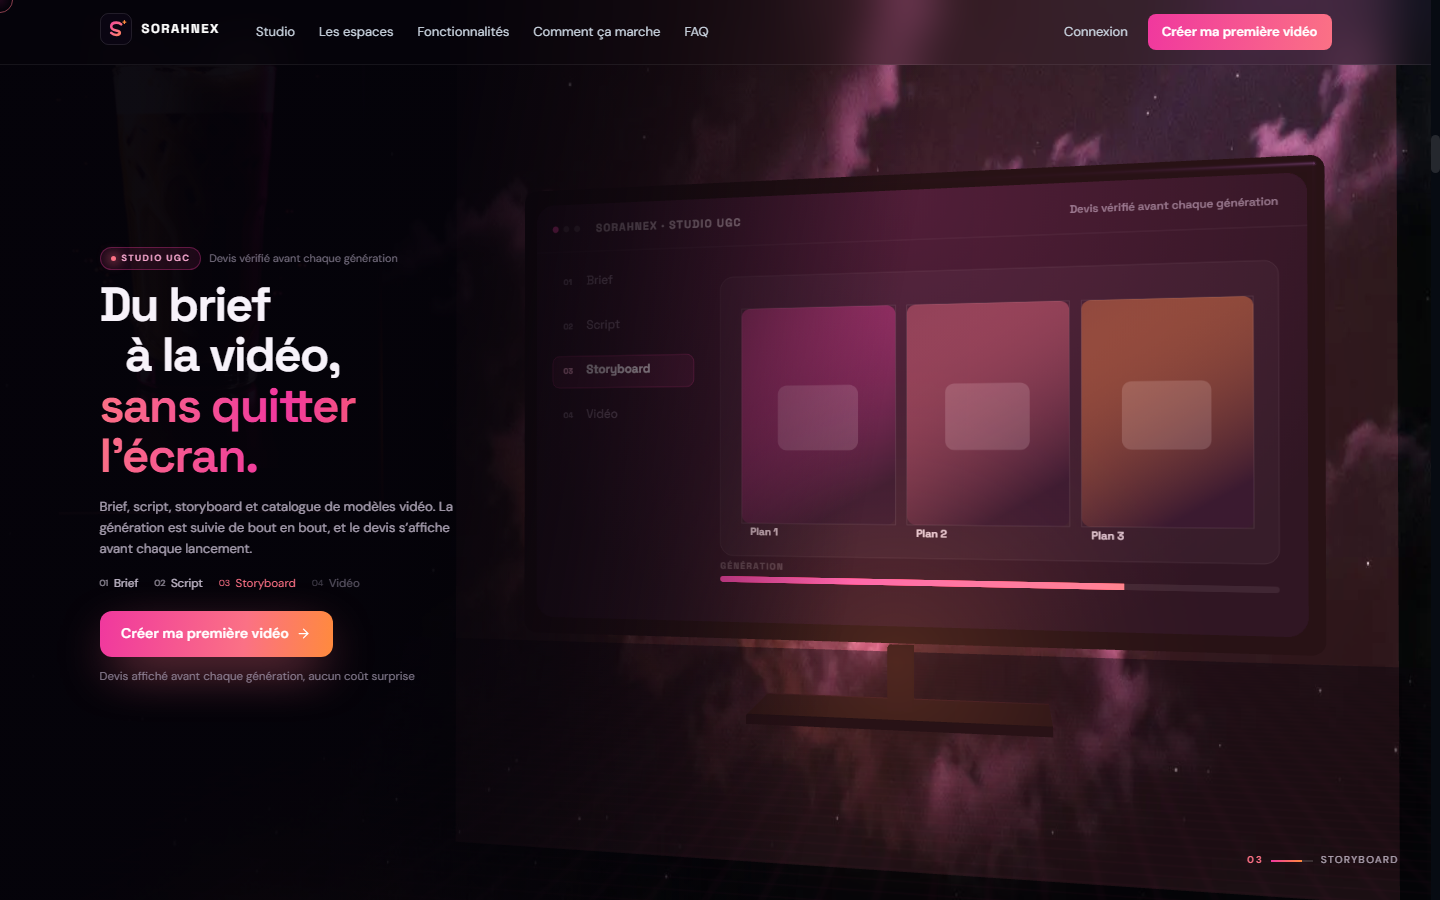 SORAHNEX
Studio
Les espaces
Fonctionnalités
Comment ça marche
FAQ
Connexion
Créer ma première vidéo
STUDIO UGC
Devis vérifié avant chaque génération
Du brief
à la vidéo,
sans quitter
l'écran.
Brief, script, storyboard et catalogue de modèles vidéo. La
génération est suivie de bout en bout, et le devis s'affiche
avant chaque lancement.
01 Brief
02 Script
03 Storyboard
04 Vidéo
Créer ma première vidéo →
Devis affiché avant chaque génération, aucun coût surprise
SORAHNEX · STUDIO UGC
Devis vérifié avant chaque génération
01 Brief
02 Script
03 Storyboard
04 Vidéo
Plan 1
Plan 2
Plan 3
GÉNÉRATION
03
STORYBOARD